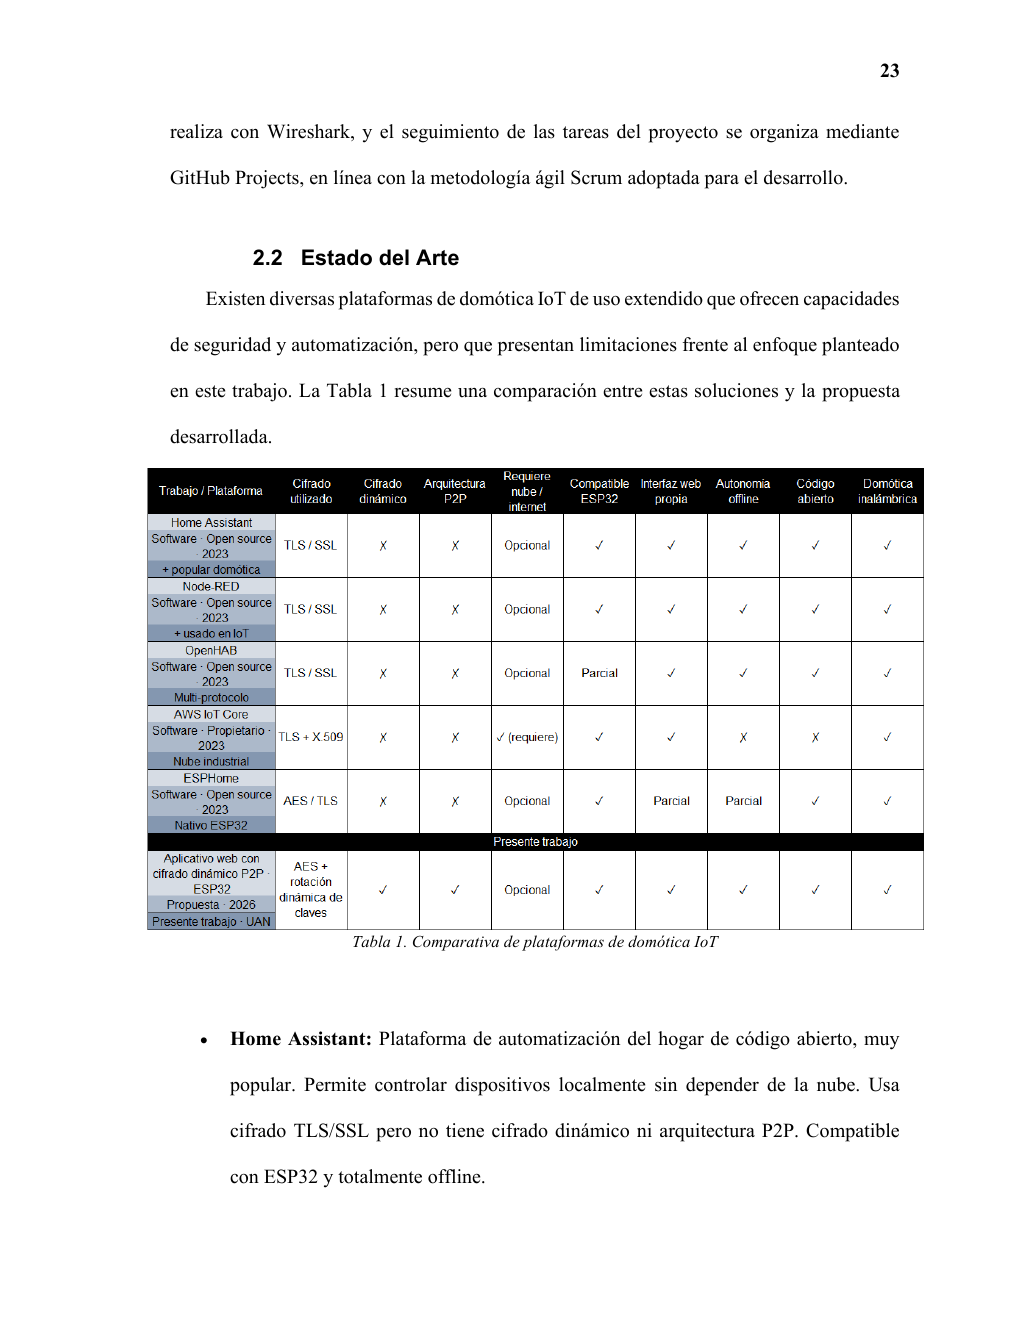 23
realiza con Wireshark, y el seguimiento de las tareas del proyecto se organiza mediante
GitHub Projects, en línea con la metodología ágil Scrum adoptada para el desarrollo.
2.2 Estado del Arte
Existen diversas plataformas de domótica IoT de uso extendido que ofrecen capacidades
de seguridad y automatización, pero que presentan limitaciones frente al enfoque planteado
en este trabajo. La Tabla 1 resume una comparación entre estas soluciones y la propuesta
desarrollada.
Trabajo / Plataforma
Cifrado
utilizado
Cifrado
dinámico
Arquitectura
P2P
Requiere
nube /
internet
Compatible
ESP32
Interfaz web
propia
Autonomía
offline
Código
abierto
Domótica
inalámbrica
Home Assistant
Software · Open source
· 2023
+ popular domótica
TLS / SSL
✗
✗
Opcional
✓
✓
✓
✓
✓
Node-RED
Software · Open source
· 2023
+ usado en IoT
TLS / SSL
✗
✗
Opcional
✓
✓
✓
✓
✓
OpenHAB
Software · Open source
· 2023
Multi-protocolo
TLS / SSL
✗
✗
Opcional
Parcial
✓
✓
✓
✓
AWS IoT Core
Software · Propietario ·
2023
Nube industrial
TLS + X.509
✗
✗
✓ (requiere)
✓
✓
✗
✗
✓
ESPHome
Software · Open source
· 2023
Nativo ESP32
AES / TLS
✗
✗
Opcional
✓
Parcial
Parcial
✓
✓
Presente trabajo
Aplicativo web con
cifrado dinámico P2P ·
ESP32
Propuesta · 2026
Presente trabajo · UAN
AES +
rotación
dinámica de
claves
✓
✓
Opcional
✓
✓
✓
✓
✓
Tabla 1. Comparativa de plataformas de domótica IoT
• Home Assistant: Plataforma de automatización del hogar de código abierto, muy
popular. Permite controlar dispositivos localmente sin depender de la nube. Usa
cifrado TLS/SSL pero no tiene cifrado dinámico ni arquitectura P2P. Compatible
con ESP32 y totalmente offline.